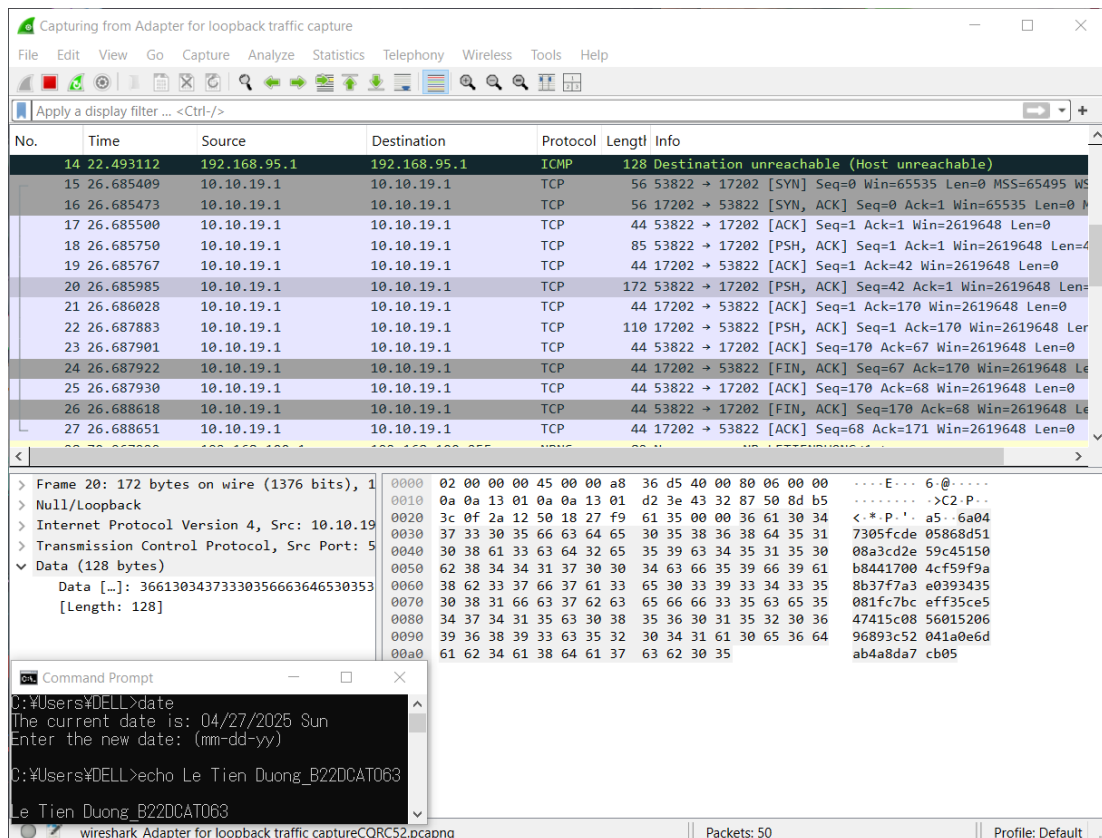 Capturing from Adapter for loopback traffic capture
File Edit View Go Capture Analyze Statistics Telephony Wireless Tools Help
Apply a display filter ... <Ctrl-/>
No. Time Source Destination Protocol Length Info
14 22.493112 192.168.95.1 192.168.95.1 ICMP 128 Destination unreachable (Host unreachable)
15 26.685409 10.10.19.1 10.10.19.1 TCP 56 53822 → 17202 [SYN] Seq=0 Win=65535 Len=0 MSS=65495 WS
16 26.685473 10.10.19.1 10.10.19.1 TCP 56 17202 → 53822 [SYN, ACK] Seq=0 Ack=1 Win=65535 Len=0 M
17 26.685500 10.10.19.1 10.10.19.1 TCP 44 53822 → 17202 [ACK] Seq=1 Ack=1 Win=2619648 Len=0
18 26.685750 10.10.19.1 10.10.19.1 TCP 85 53822 → 17202 [PSH, ACK] Seq=1 Ack=1 Win=2619648 Len=4
19 26.685767 10.10.19.1 10.10.19.1 TCP 44 17202 → 53822 [ACK] Seq=1 Ack=42 Win=2619648 Len=0
20 26.685985 10.10.19.1 10.10.19.1 TCP 172 53822 → 17202 [PSH, ACK] Seq=42 Ack=1 Win=2619648 Len=
21 26.686028 10.10.19.1 10.10.19.1 TCP 44 17202 → 53822 [ACK] Seq=1 Ack=170 Win=2619648 Len=0
22 26.687883 10.10.19.1 10.10.19.1 TCP 110 17202 → 53822 [PSH, ACK] Seq=1 Ack=170 Win=2619648 Len
23 26.687901 10.10.19.1 10.10.19.1 TCP 44 53822 → 17202 [ACK] Seq=170 Ack=67 Win=2619648 Len=0
24 26.687922 10.10.19.1 10.10.19.1 TCP 44 17202 → 53822 [FIN, ACK] Seq=67 Ack=170 Win=2619648 Le
25 26.687930 10.10.19.1 10.10.19.1 TCP 44 53822 → 17202 [ACK] Seq=170 Ack=68 Win=2619648 Len=0
26 26.688618 10.10.19.1 10.10.19.1 TCP 44 53822 → 17202 [FIN, ACK] Seq=170 Ack=68 Win=2619648 Le
27 26.688651 10.10.19.1 10.10.19.1 TCP 44 17202 → 53822 [ACK] Seq=68 Ack=171 Win=2619648 Len=0
Frame 20: 172 bytes on wire (1376 bits), 1
Null/Loopback
Internet Protocol Version 4, Src: 10.10.19
Transmission Control Protocol, Src Port: 5
Data (128 bytes)
Data […]: 36613034373330356663646530353
[Length: 128]
0000 02 00 00 00 45 00 00 a8 36 d5 40 00 80 06 00 00 ····E··· 6·@·····
0010 0a 0a 13 01 0a 0a 13 01 d2 3e 43 32 87 50 8d b5 ········ ·>C2·P··
0020 3c 0f 2a 12 50 18 27 f9 61 35 00 00 36 61 30 34 <·*·P·'· a5··6a04
0030 37 33 30 35 66 63 64 65 30 35 38 36 38 64 35 31 7305fcde 05868d51
0040 30 38 61 33 63 64 32 65 35 39 63 34 35 31 35 30 08a3cd2e 59c45150
0050 62 38 34 34 31 37 30 30 34 63 66 35 39 66 39 61 b8441700 4cf59f9a
0060 38 62 33 37 66 37 61 33 65 30 33 39 33 34 33 35 8b37f7a3 e0393435
0070 30 38 31 66 63 37 62 63 65 66 66 33 35 63 65 35 081fc7bc eff35ce5
0080 34 37 34 31 35 63 30 38 35 36 30 31 35 32 30 36 47415c08 56015206
0090 39 36 38 39 33 63 35 32 30 34 31 61 30 65 36 64 96893c52 041a0e6d
00a0 61 62 34 61 38 64 61 37 63 62 30 35 ab4a8da7 cb05
Command Prompt
C:¥Users¥DELL>date
The current date is: 04/27/2025 Sun
Enter the new date: (mm-dd-yy)
C:¥Users¥DELL>echo Le Tien Duong_B22DCAT063
Le Tien Duong_B22DCAT063
wireshark_Adapter for loopback traffic captureCQRC52.pcapng Packets: 50 Profile: Default